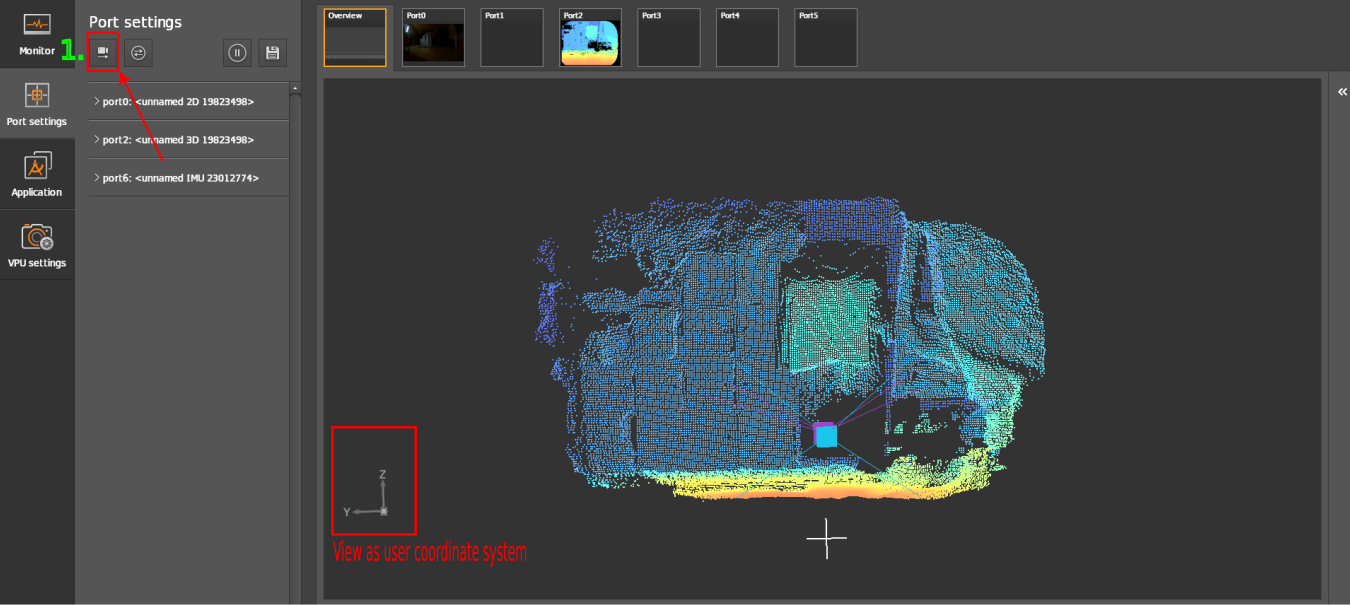 Monitor
Port settings
Application
VPU settings
Port settings
1.
port0: <unnamed 2D 19823498>
port2: <unnamed 3D 19823498>
port6: <unnamed IMU 23012774>
Overview
Port0
Port1
Port2
Port3
Port4
Port5
Z
Y
View as user coordinate system